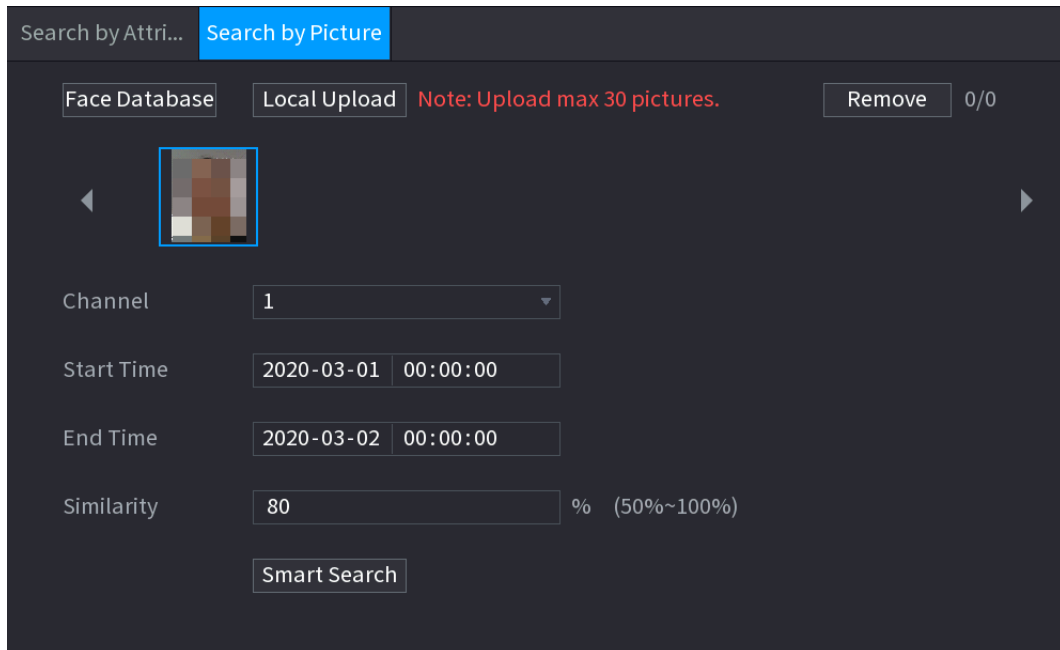 Search by Attri... Search by Picture
Face Database Local Upload Note: Upload max 30 pictures. Remove 0/0
Channel 1
Start Time 2020-03-01 00:00:00
End Time 2020-03-02 00:00:00
Similarity 80 % (50%~100%)
Smart Search